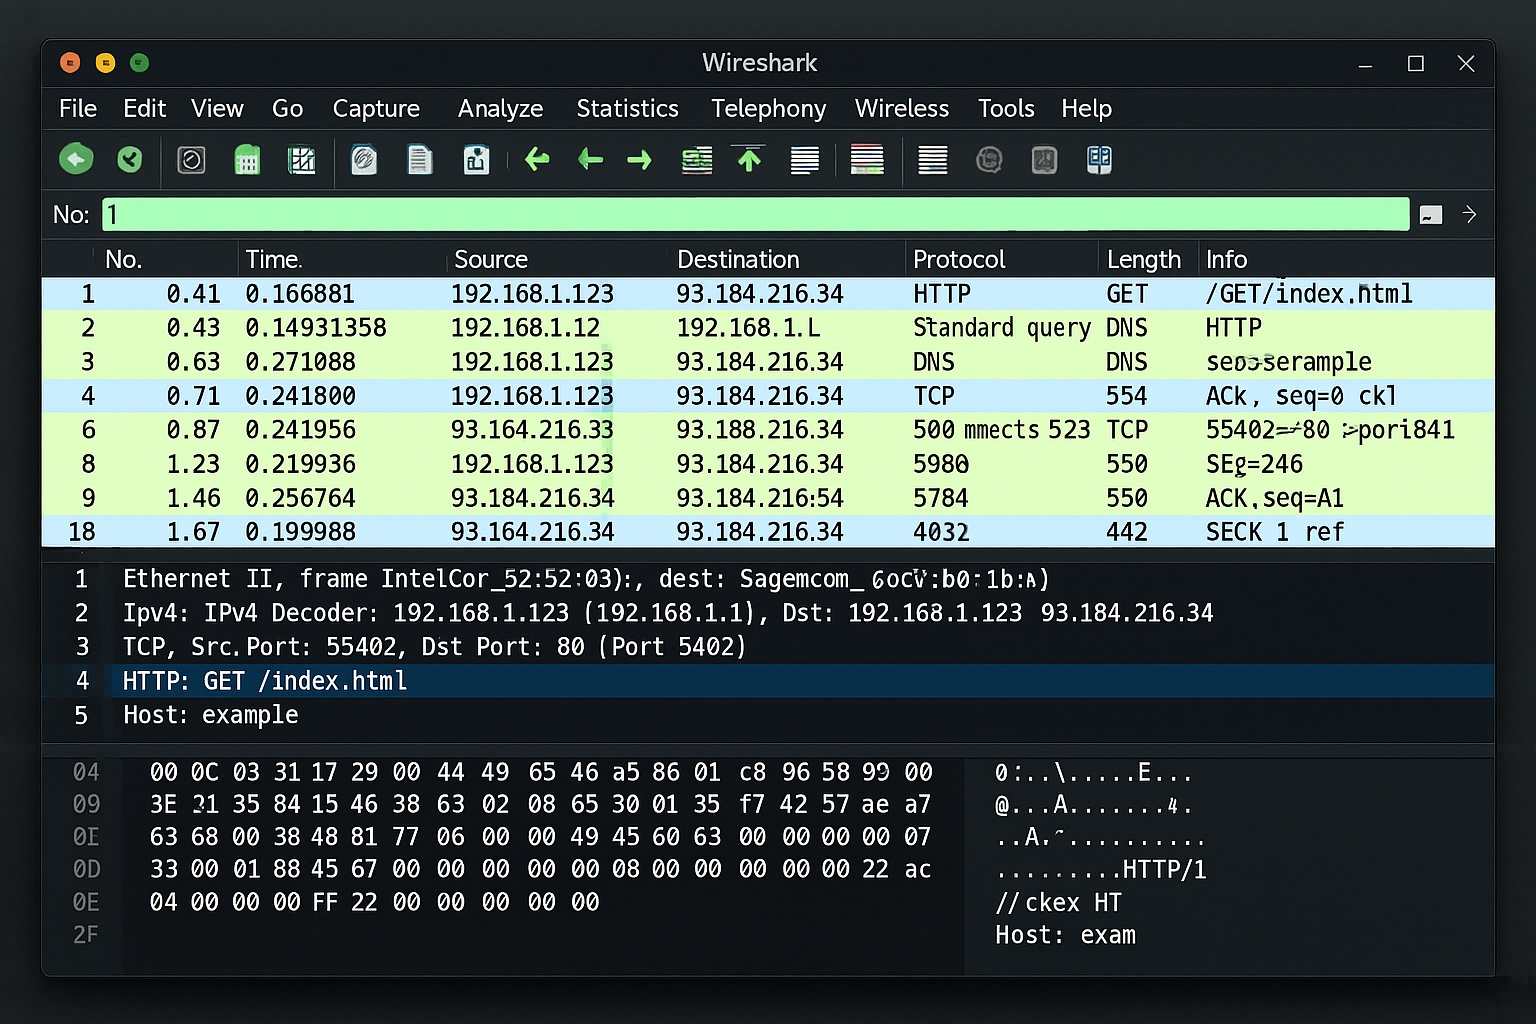 Wireshark
File Edit View Go Capture Analyze Statistics Telephony Wireless Tools Help
No: 1
No. Time. Source Destination Protocol Length Info
1 0.41 0.166881 192.168.1.123 93.184.216.34 HTTP GET /GET/index.html
2 0.43 0.14931358 192.168.1.12 192.168.1.L Standard query DNS HTTP
3 0.63 0.271088 192.168.1.123 93.184.216.34 DNS DNS
4 0.71 0.241800 192.168.1.123 93.184.216.34 TCP 554 ACk, seq=0 ckl
6 0.87 0.241956 93.164.216.33 93.188.216.34 500 mmects 523 TCP
8 1.23 0.219936 192.168.1.123 93.184.216.34 5980 550 SEg=246
9 1.46 0.256764 93.184.216.34 93.184.216:54 5784 550 ACK.seq=A1
18 1.67 0.199988 93.164.216.34 93.184.216.34 4032 442 SECK 1 ref
1 Ethernet II, frame IntelCor_52:52:03):, dest: Sagemcom_
2 Ipv4: IPv4 Decoder: 192.168.1.123 (192.168.1.1), Dst: 192.168.1.123 93.184.216.34
3 TCP, Src.Port: 55402, Dst Port: 80 (Port 5402)
4 HTTP: GET /index.html
5 Host: example
04 00 0C 03 31 17 29 00 44 49 65 46 a5 86 01 c8 96 58 99 00 0:..\.....E...
09 3E 21 35 84 15 46 38 63 02 08 65 30 01 35 f7 42 57 ae a7 @...A.......4.
0E 63 68 00 38 48 81 77 06 00 00 49 45 60 63 00 00 00 00 07
0D 33 00 01 88 45 67 00 00 00 00 00 08 00 00 00 00 00 22 ac .........HTTP/1
0E 04 00 00 00 FF 22 00 00 00 00 00 //ckex HT
2F Host: exam